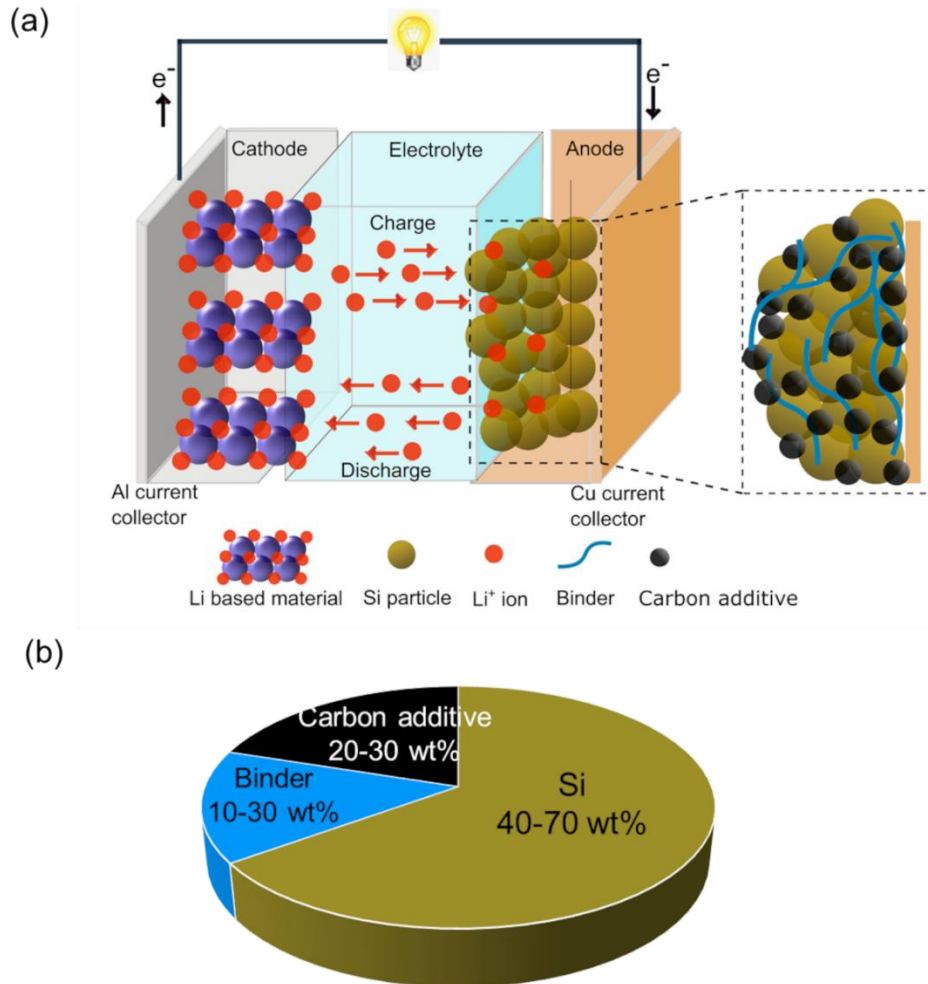 (a)
e⁻
e⁻
Cathode
Electrolyte
Anode
Charge
Discharge
Al current
collector
Cu current
collector
Li based material
Si particle
Li⁺ ion
Binder
Carbon additive
(b)
Carbon additive
20-30 wt%
Binder
10-30 wt%
Si
40-70 wt%